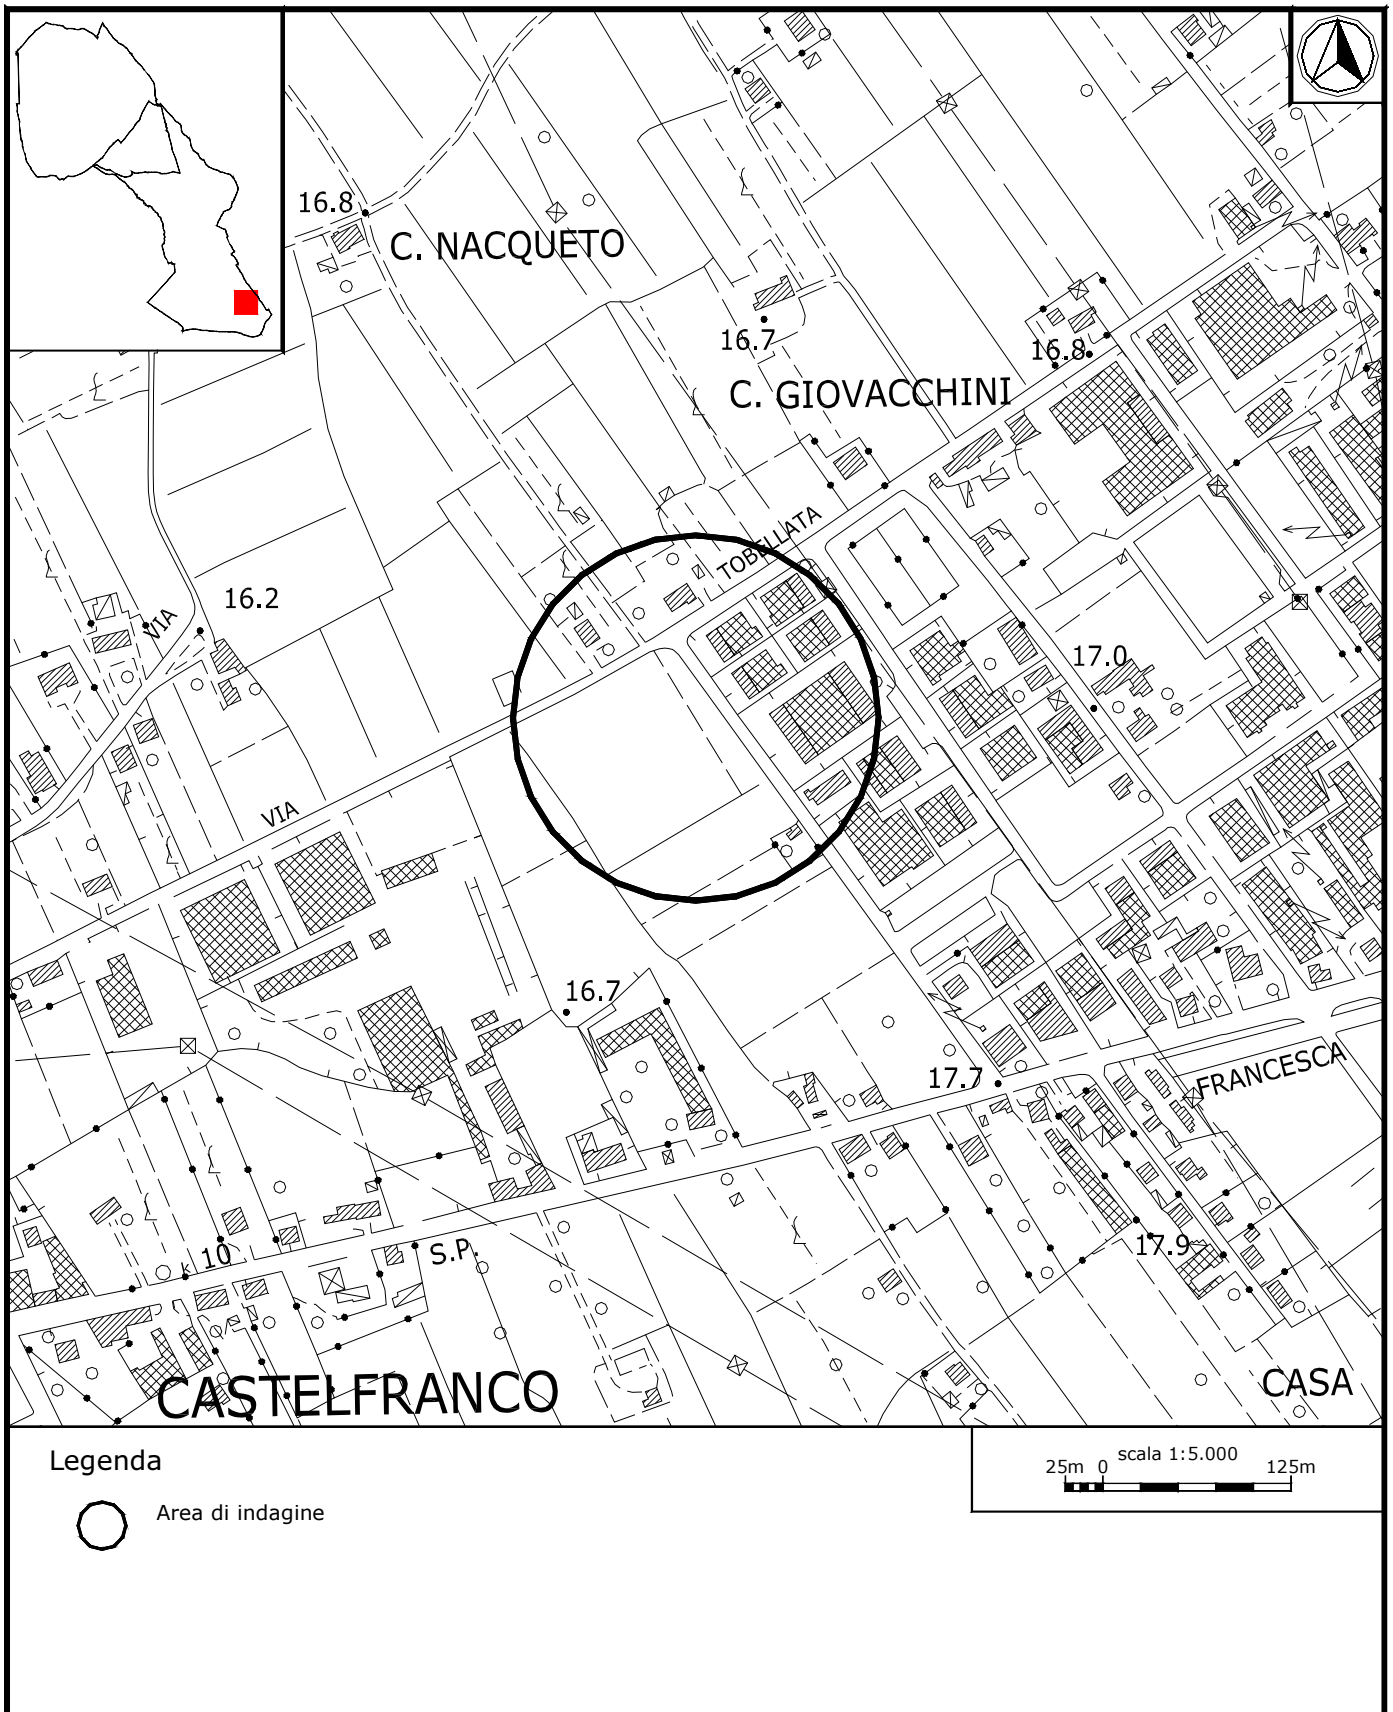 16.8
C. NACQUETO
16.7
16.8
C. GIOVACCHINI
TOBELLATA
16.2
VIA
17.0
VIA
16.7
17.7
FRANCESCA
17.9
S.P.
10
CASTELFRANCO
CASA
Legenda
Area di indagine
scala 1:5.000
25m 0 125m